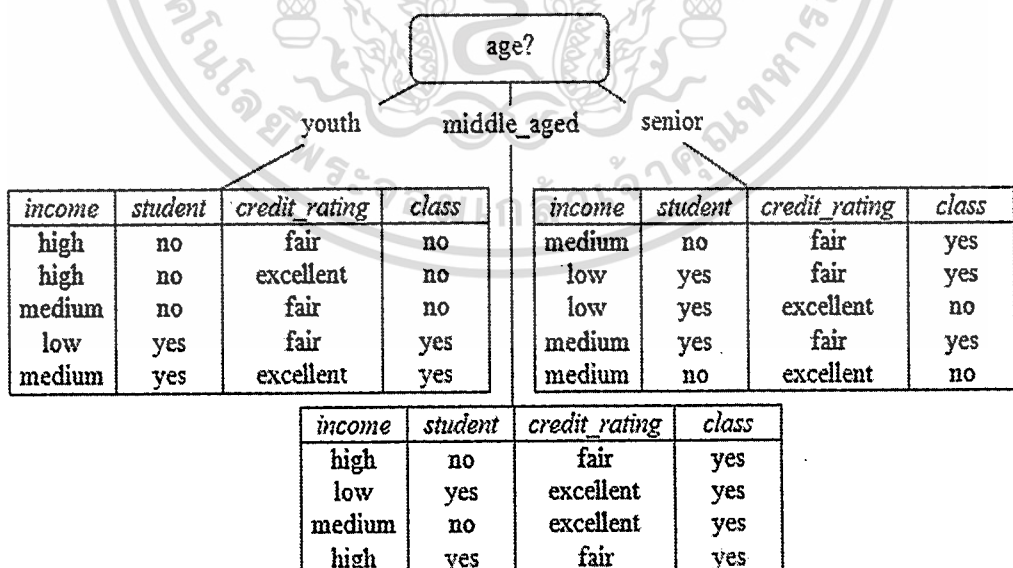 age?
youth middle_aged senior
income student credit_rating class
high no fair no
high no excellent no
medium no fair no
low yes fair yes
medium yes excellent yes
income student credit_rating class
medium no fair yes
low yes fair yes
low yes excellent no
medium yes fair yes
medium no excellent no
income student credit_rating class
high no fair yes
low yes excellent yes
medium no excellent yes
high yes fair yes